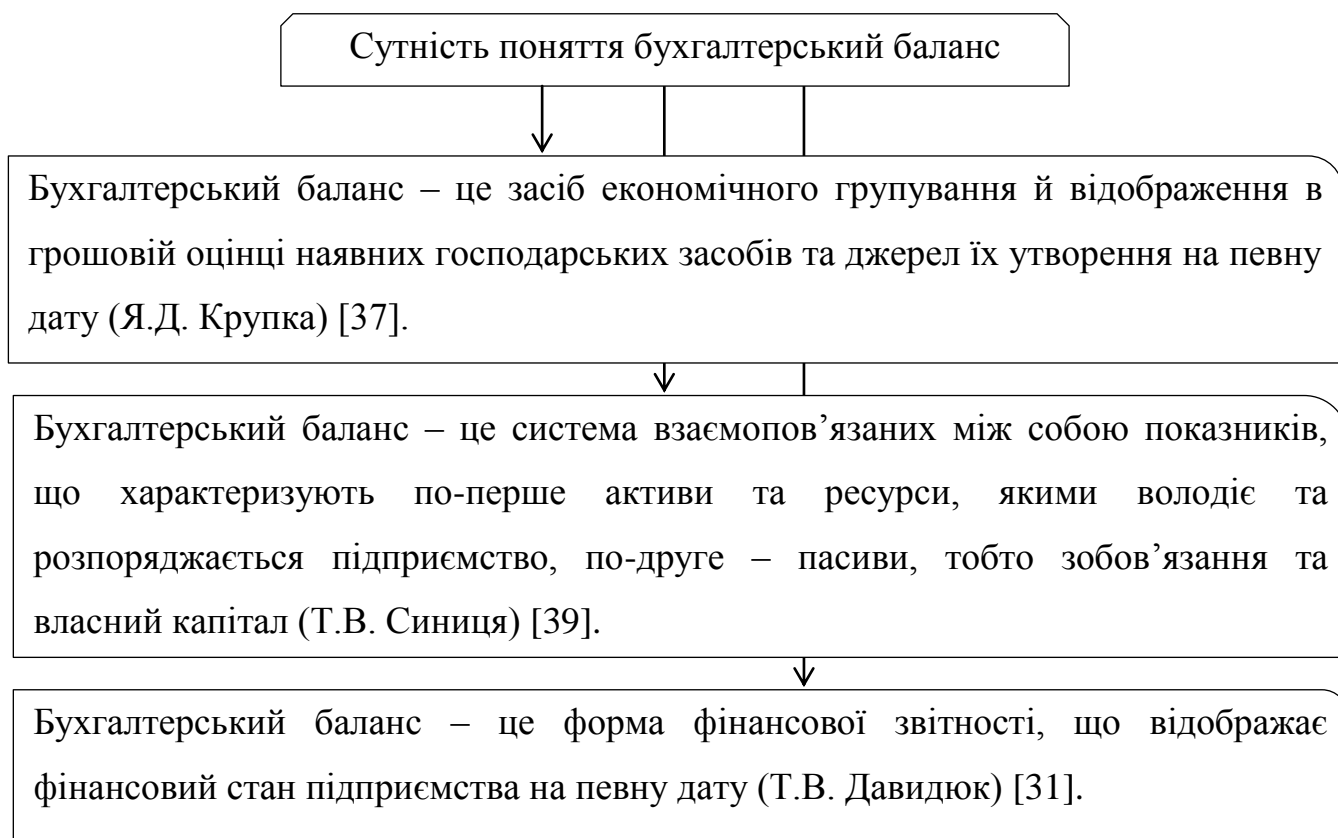 Сутність поняття бухгалтерський баланс
Бухгалтерський баланс – це засіб економічного групування й відображення в
грошовій оцінці наявних господарських засобів та джерел їх утворення на певну
дату (Я.Д. Крупка) [37].
Бухгалтерський баланс – це система взаємопов’язаних між собою показників,
що характеризують по-перше активи та ресурси, якими володіє та
розпоряджається підприємство, по-друге – пасиви, тобто зобов’язання та
власний капітал (Т.В. Синиця) [39].
Бухгалтерський баланс – це форма фінансової звітності, що відображає
фінансовий стан підприємства на певну дату (Т.В. Давидюк) [31].